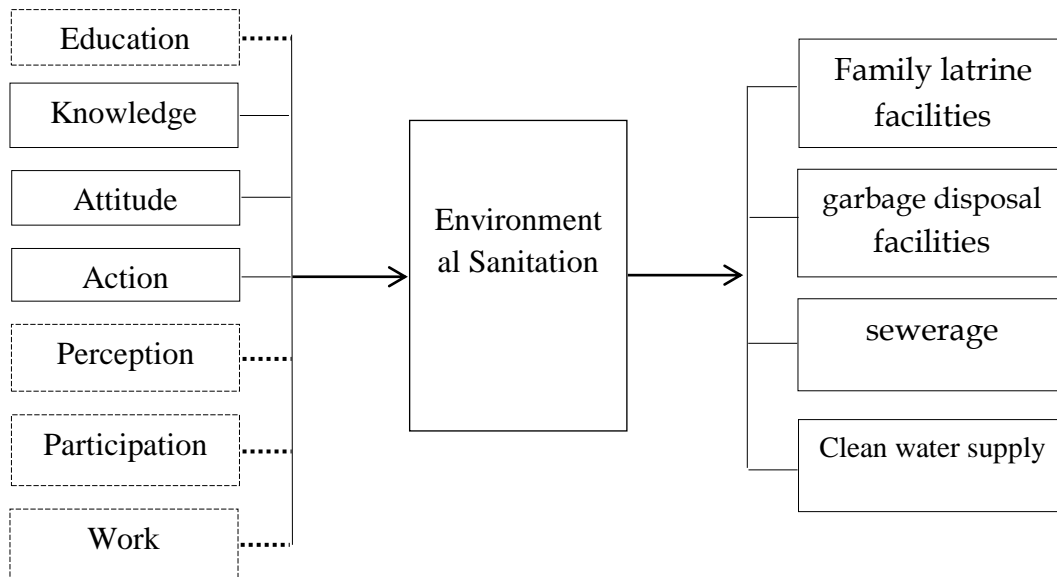 Education
Knowledge
Attitude
Action
Perception
Participation
Work
Environment
al Sanitation
Family latrine
facilities
garbage disposal
facilities
sewerage
Clean water supply